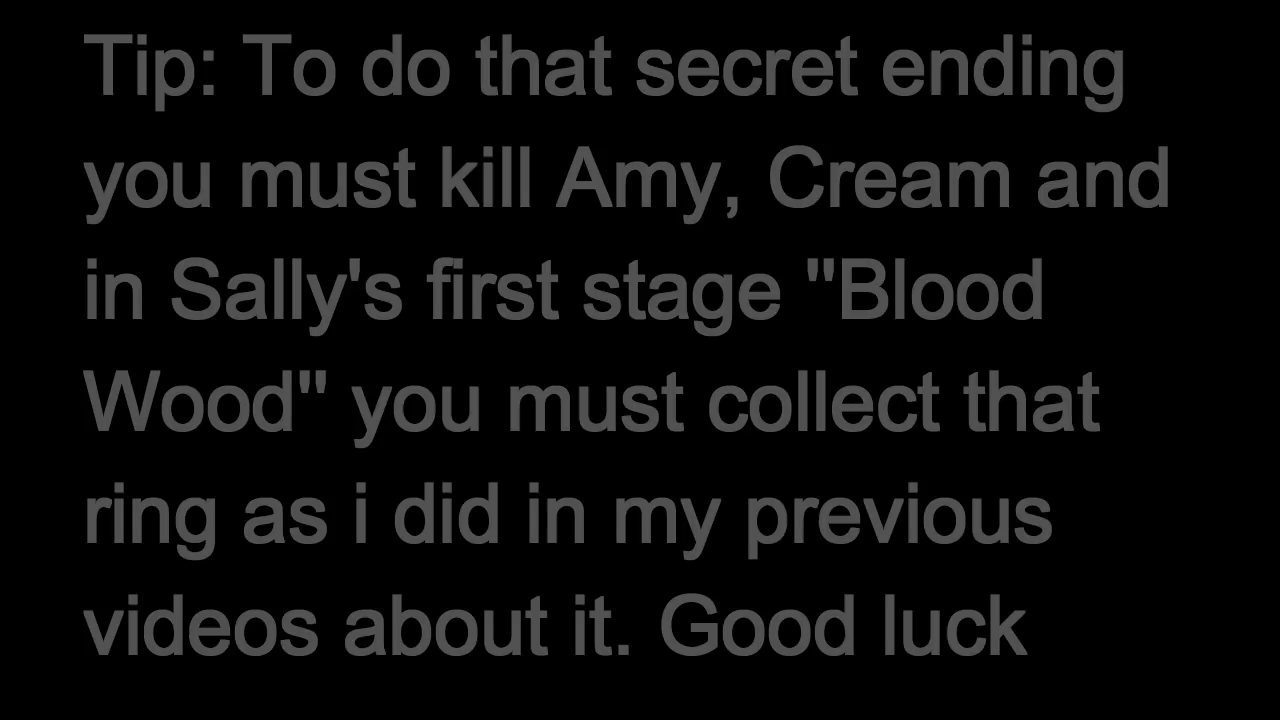 Tip: To do that secret ending
you must kill Amy, Cream and
in Sally's first stage "Blood
Wood" you must collect that
ring as i did in my previous
videos about it. Good luck